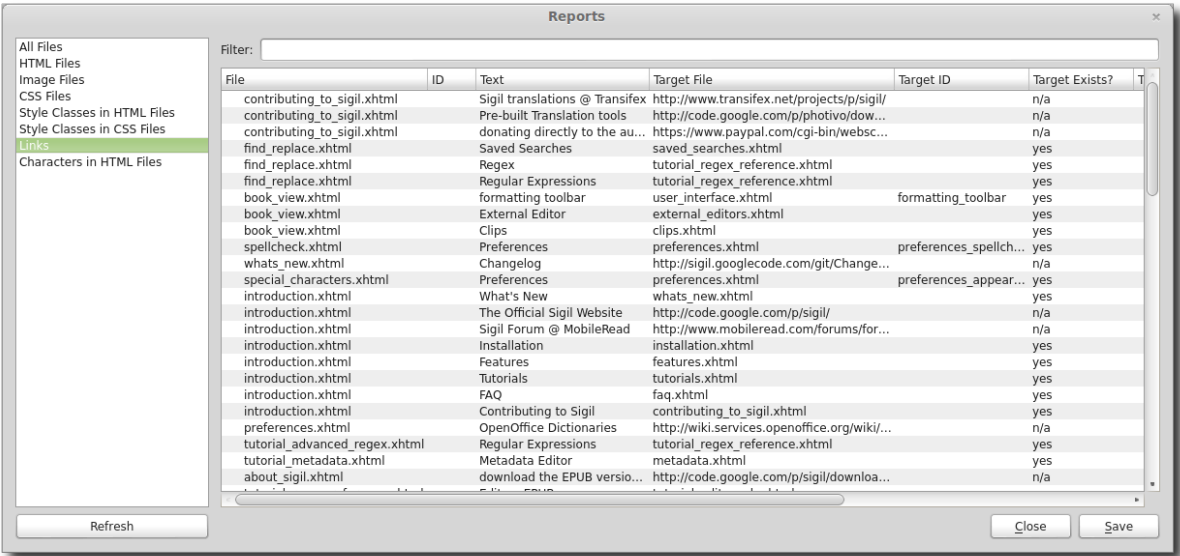 Reports
All Files
HTML Files
Image Files
CSS Files
Style Classes in HTML Files
Style Classes in CSS Files
Links
Characters in HTML Files
Refresh
Filter:
File ID Text Target File Target ID Target Exists? T
contributing_to_sigil.xhtml Sigil translations @ Transifex http://www.transifex.net/projects/p/sigil/ n/a
contributing_to_sigil.xhtml Pre-built Translation tools http://code.google.com/p/photivo/dow... n/a
contributing_to_sigil.xhtml donating directly to the au... https://www.paypal.com/cgi-bin/websc... n/a
find_replace.xhtml Saved Searches saved_searches.xhtml yes
find_replace.xhtml Regex tutorial_regex_reference.xhtml yes
find_replace.xhtml Regular Expressions tutorial_regex_reference.xhtml yes
book_view.xhtml formatting toolbar user_interface.xhtml formatting_toolbar yes
book_view.xhtml External Editor external_editors.xhtml yes
book_view.xhtml Clips clips.xhtml yes
spellcheck.xhtml Preferences preferences.xhtml preferences_spellch... yes
whats_new.xhtml Changelog http://sigil.googlecode.com/git/Change... n/a
special_characters.xhtml Preferences preferences.xhtml preferences_appear... yes
introduction.xhtml What's New whats_new.xhtml yes
introduction.xhtml The Official Sigil Website http://code.google.com/p/sigil/ n/a
introduction.xhtml Sigil Forum @ MobileRead http://www.mobileread.com/forums/for... n/a
introduction.xhtml Installation installation.xhtml yes
introduction.xhtml Features features.xhtml yes
introduction.xhtml Tutorials tutorials.xhtml yes
introduction.xhtml FAQ faq.xhtml yes
introduction.xhtml Contributing to Sigil contributing_to_sigil.xhtml yes
preferences.xhtml OpenOffice Dictionaries http://wiki.services.openoffice.org/wiki/... n/a
tutorial_advanced_regex.xhtml Regular Expressions tutorial_regex_reference.xhtml yes
tutorial_metadata.xhtml Metadata Editor metadata.xhtml yes
about_sigil.xhtml download the EPUB versio... http://code.google.com/p/sigil/downloa... n/a
Close Save